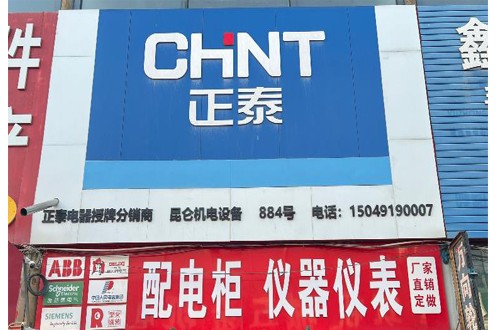 CHNT
正泰
正泰电器授牌分销商 昆仑机电设备 884号 电话：15049190007
ABB
Schneider
SIEMENS
配电柜 仪器仪表
厂家
直销
定做
件
鑫